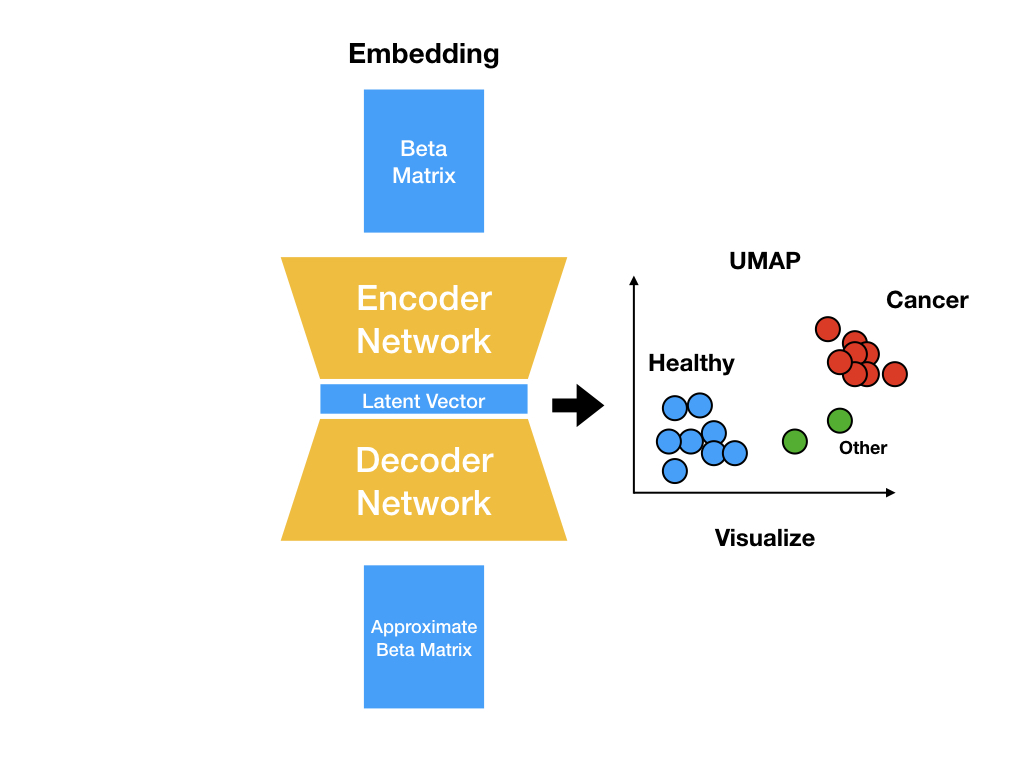 Embedding
Beta
Matrix
Encoder
Network
Latent Vector
Decoder
Network
Approximate
Beta Matrix
UMAP
Cancer
Healthy
Other
Visualize